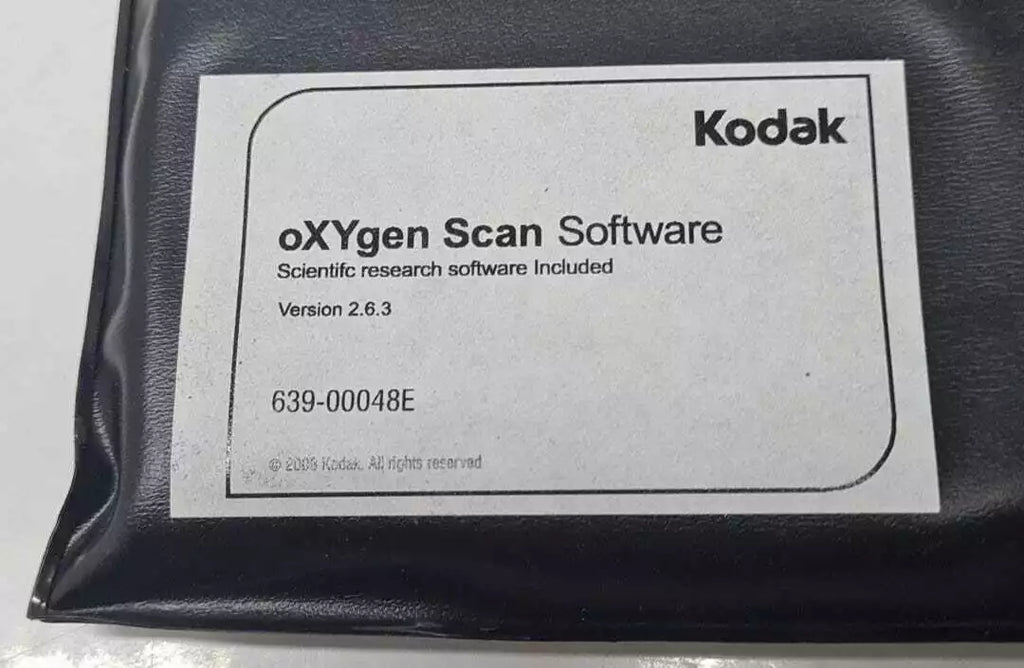 Kodak
oXYgen Scan Software
Scientifc research software Included
Version 2.6.3
639-00048E
© Kodak. All rights reserved